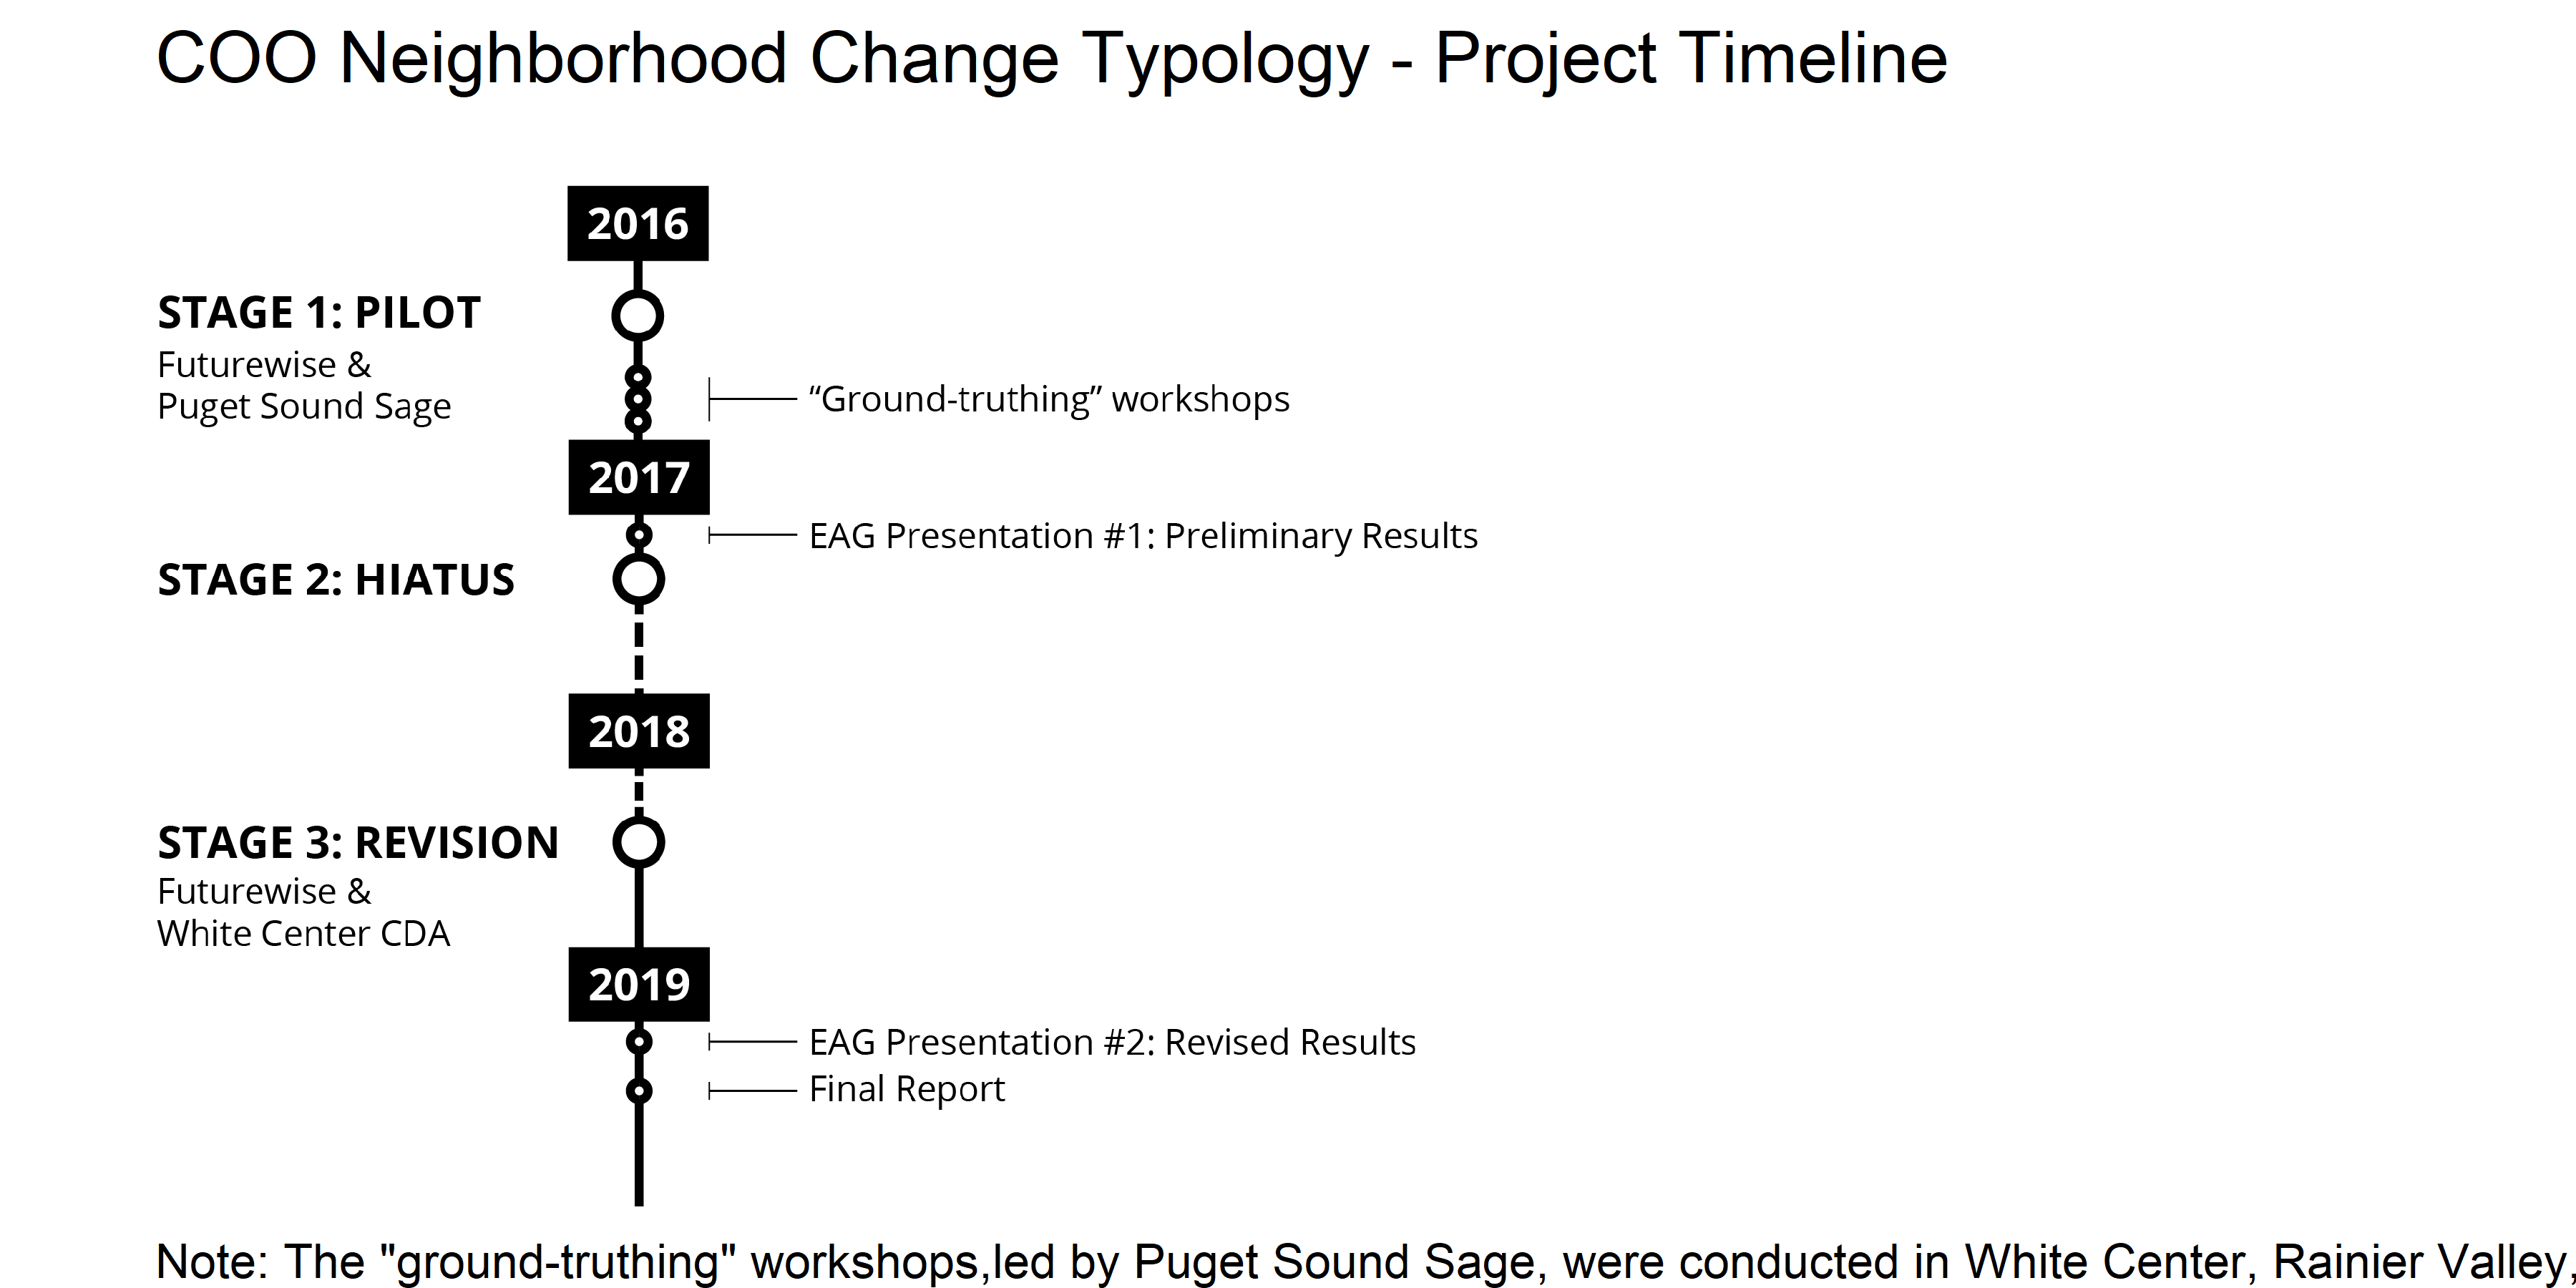 COO Neighborhood Change Typology - Project Timeline
2016
STAGE 1: PILOT
Futurewise &
Puget Sound Sage
“Ground-truthing” workshops
2017
EAG Presentation #1: Preliminary Results
STAGE 2: HIATUS
2018
STAGE 3: REVISION
Futurewise &
White Center CDA
2019
EAG Presentation #2: Revised Results
Final Report
Note: The "ground-truthing" workshops,led by Puget Sound Sage, were conducted in White Center, Rainier Valley,